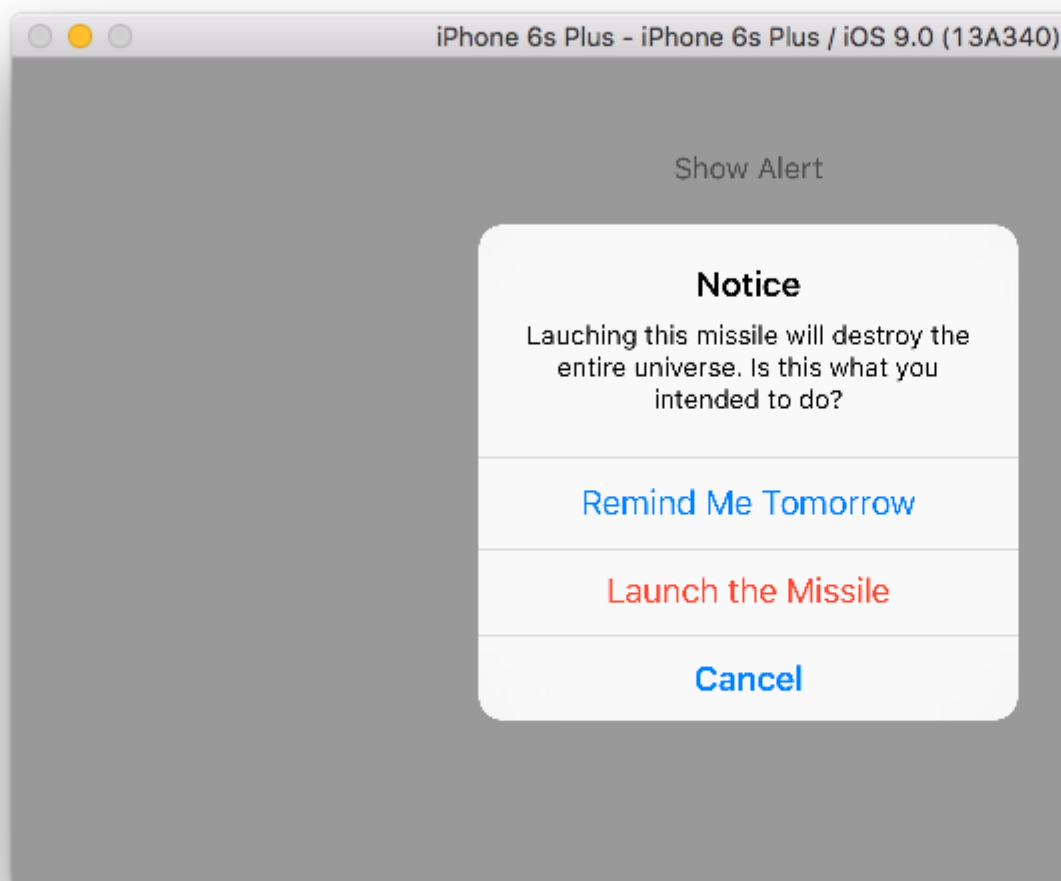 iPhone 6s Plus - iPhone 6s Plus / iOS 9.0 (13A340)
Show Alert
Notice
Lauching this missile will destroy the
entire universe. Is this what you
intended to do?
Remind Me Tomorrow
Launch the Missile
Cancel